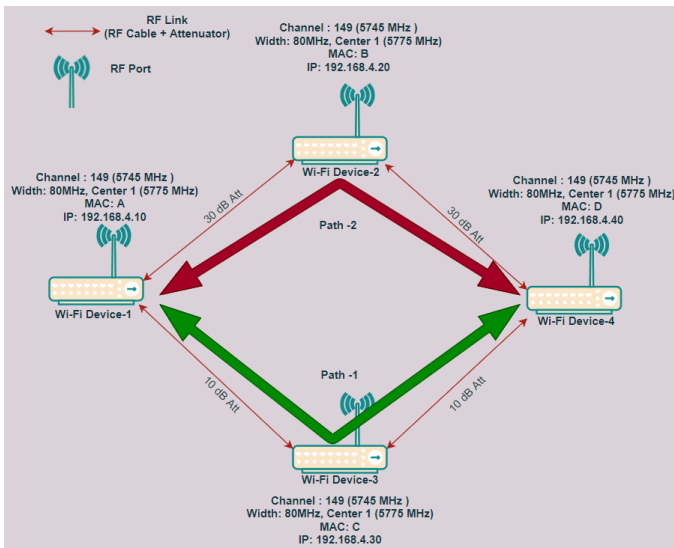 RF Link
(RF Cable + Attenuator)
RF Port
Channel : 149 (5745 MHz )
Width: 80MHz, Center 1 (5775 MHz)
MAC: B
IP: 192.168.4.20
Wi-Fi Device-2
Channel : 149 (5745 MHz)
Width: 80MHz, Center 1 (5775 MHz)
MAC: A
IP: 192.168.4.10
Wi-Fi Device-1
Channel : 149 (5745 MHz)
Width: 80MHz, Center 1 (5775 MHz)
MAC: D
IP: 192.168.4.40
Wi-Fi Device-4
30 dB Att
30 dB Att
Path -2
10 dB Att
10 dB Att
Path -1
Wi-Fi Device-3
Channel : 149 (5745 MHz)
Width: 80MHz, Center 1 (5775 MHz)
MAC: C
IP: 192.168.4.30